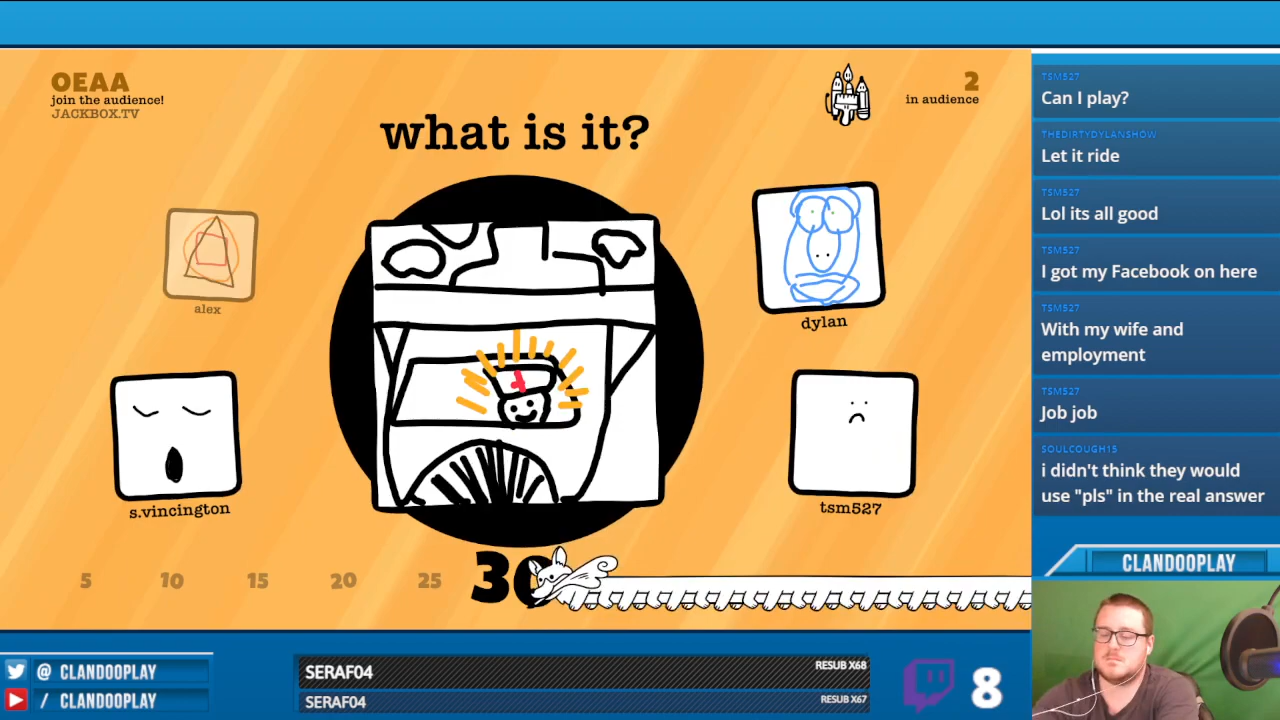 OEAA
join the audience!
JACKBOX.TV
2
in audience
what is it?
alex
dylan
s.vincington
tsm527
5
10
15
20
25
30
TSM527
Can I play?
THEDIRTYDYLANSHOW
Let it ride
TSM527
Lol its all good
TSM527
I got my Facebook on here
TSM527
With my wife and
employment
TSM527
Job job
SOULCOUGH15
i didn't think they would
use "pls" in the real answer
CLANDOOPLAY
@ CLANDOOPLAY
/ CLANDOOPLAY
SERAF04
RESUB X68
SERAF04
RESUB X67
8